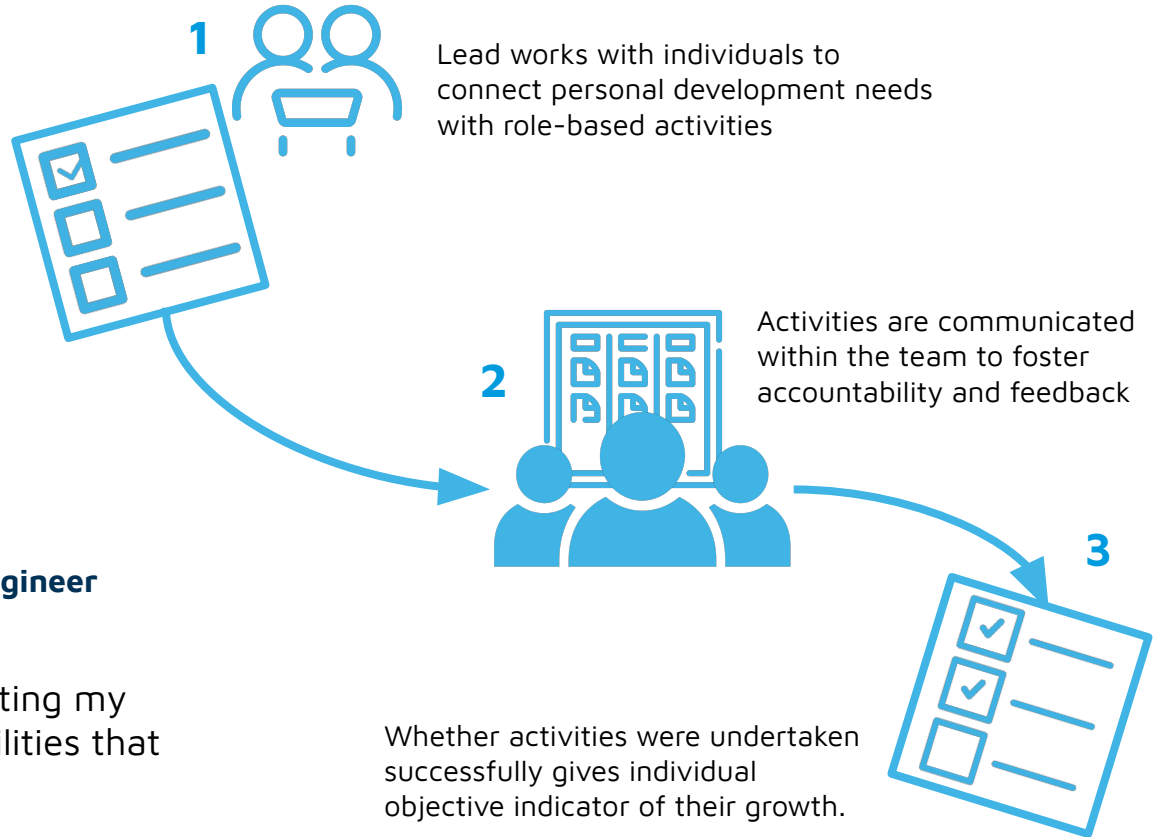 1
Lead works with individuals to
connect personal development needs
with role-based activities
2
Activities are communicated
within the team to foster
accountability and feedback
3
Whether activities were undertaken
successfully gives individual
objective indicator of their growth.
gineer
ting my
ilities that